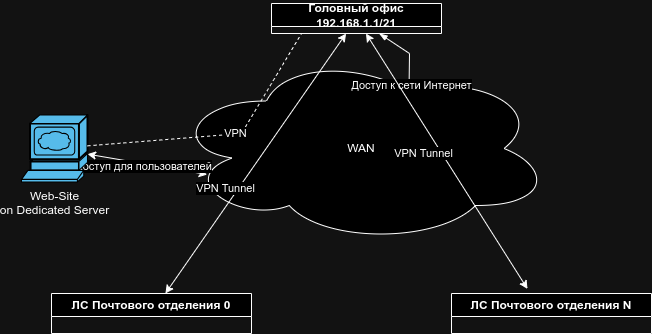 Головный офис
192.168.1.1/21
Доступ к сети Интернет
VPN
WAN
VPN Tunnel
оступ для пользователей
VPN Tunnel
Web-Site
on Dedicated Server
ЛС Почтового отделения 0
ЛС Почтового отделения N